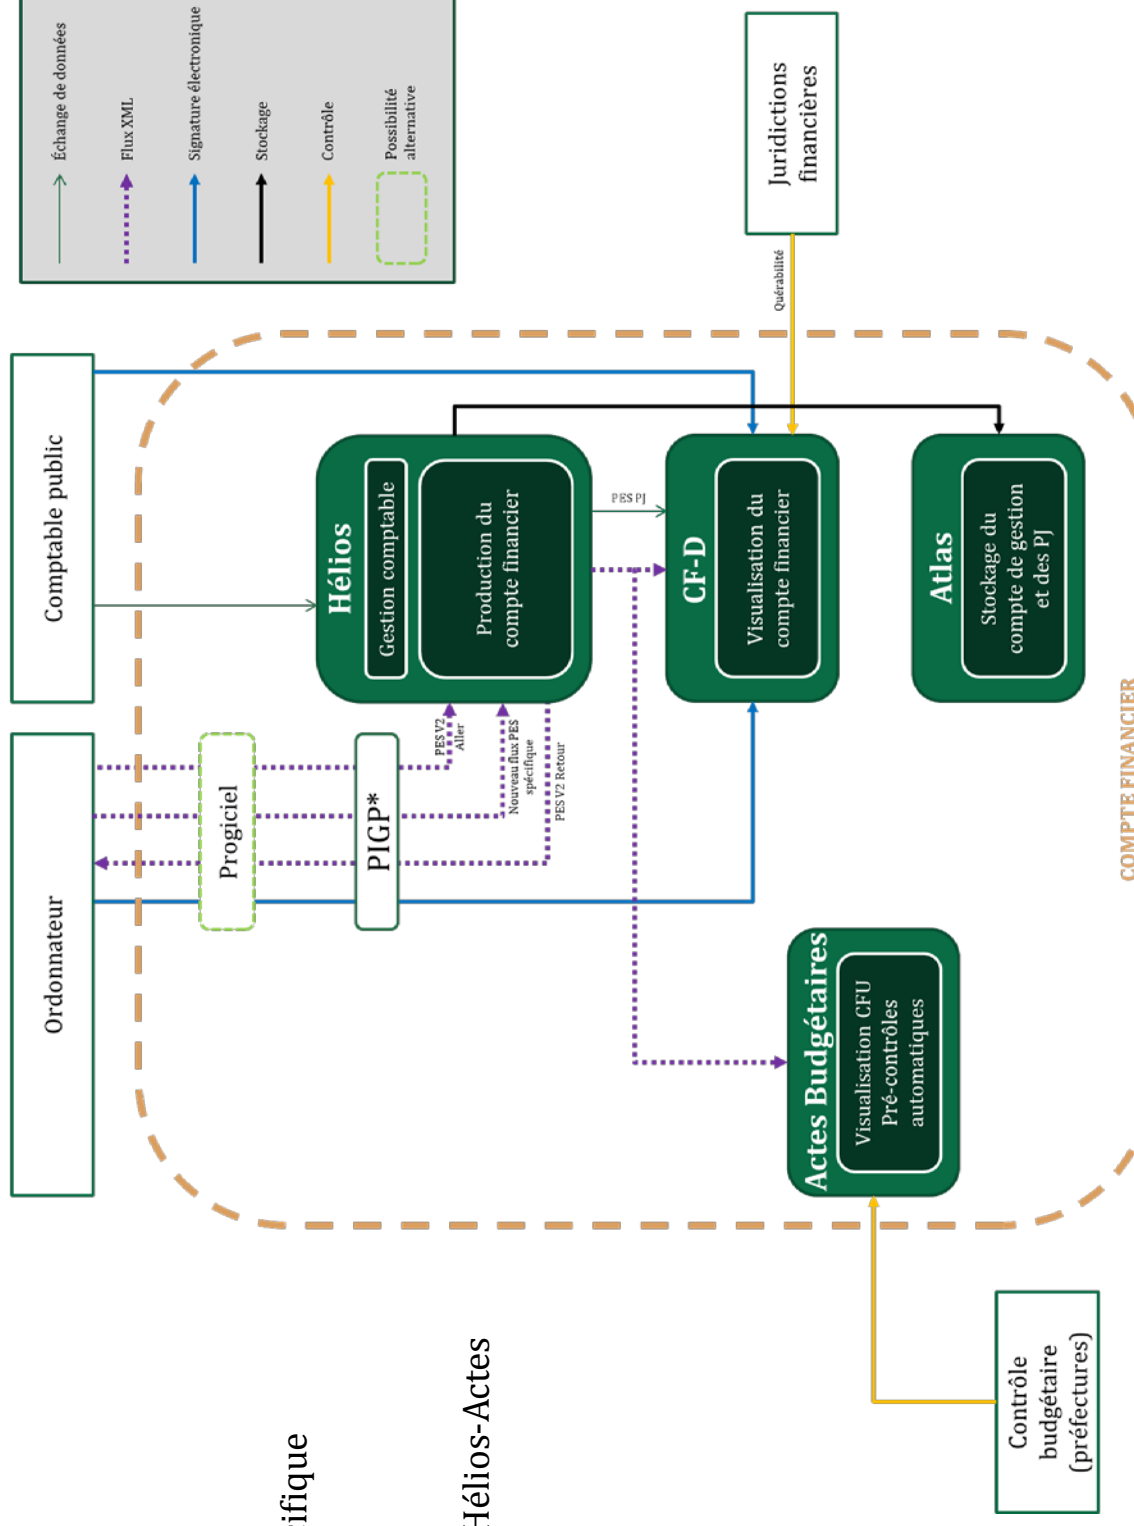 ifique
Hélios-Actes
Ordonnateur
Comptable public
Échange de données
Flux XML
Signature électronique
Stockage
Contrôle
Possibilité
alternative
Progiciel
PIGP*
PES V2
Aller
Nouveau flux PES
spécifique
PES V2 Retour
Hélios
Gestion comptable
Production du
compte financier
PES PJ
CF-D
Visualisation du
compte financier
Quérabilité
Juridictions
financières
Actes Budgétaires
Visualisation CFU
Pré-contrôles
automatiques
Atlas
Stockage du
compte de gestion
et des PJ
Contrôle
budgétaire
(préfectures)
COMPTE FINANCIER